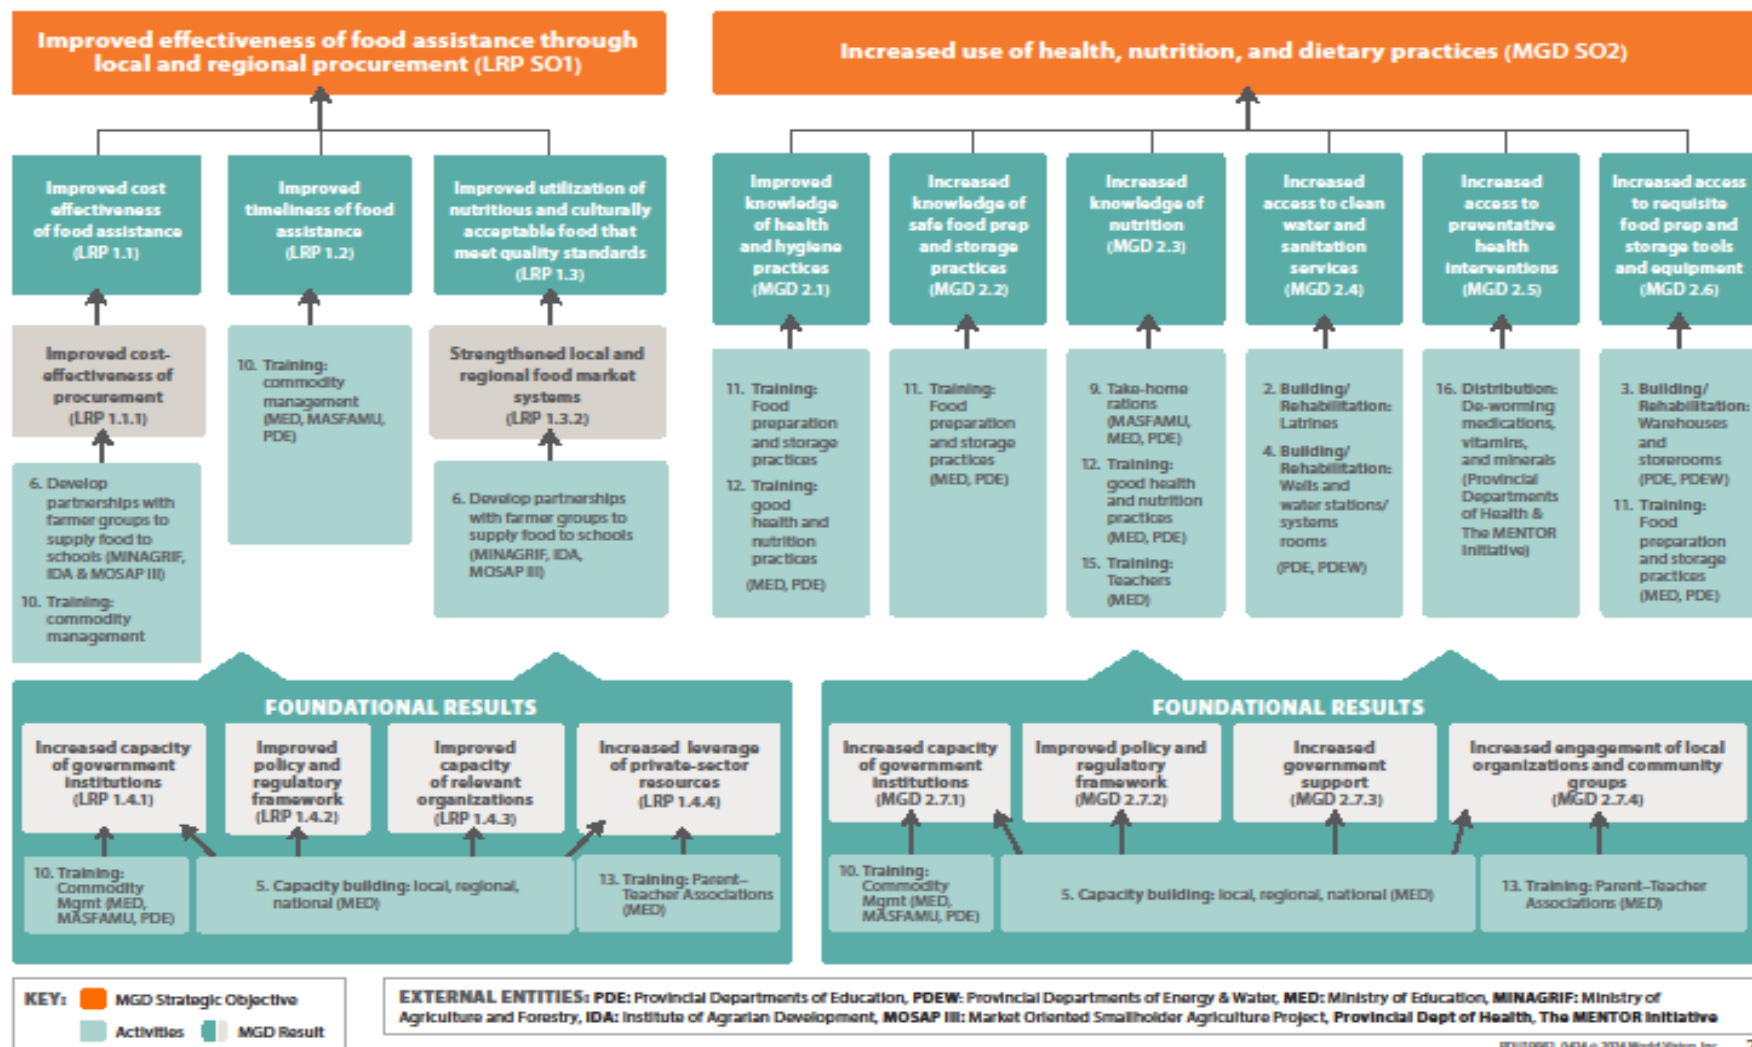 Improved effectiveness of food assistance through
local and regional procurement (LRP SO1)
Increased use of health, nutrition, and dietary practices (MGD SO2)
Improved cost
effectiveness
of food assistance
(LRP 1.1)
Improved
timeliness of food
assistance
(LRP 1.2)
Improved utilization of
nutritious and culturally
acceptable food that
meet quality standards
(LRP 1.3)
Improved
knowledge
of health
and hygiene
practices
(MGD 2.1)
Increased
knowledge of
safe food prep
and storage
practices
(MGD 2.2)
Increased
knowledge of
nutrition
(MGD 2.3)
Increased
access to clean
water and
sanitation
services
(MGD 2.4)
Increased
access to
preventative
health
interventions
(MGD 2.5)
Increased access
to requisite
food prep and
storage tools
and equipment
(MGD 2.6)
Improved cost-
effectiveness of
procurement
(LRP 1.1.1)
10. Training:
commodity
management
(MED, MASFAMU,
PDE)
Strengthened local and
regional food market
systems
(LRP 1.3.2)
6. Develop
partnerships with
farmer groups to
supply food to
schools (MINAGRIF,
IDA & MOSAP III)
10. Training:
commodity
management
6. Develop partnerships
with farmer groups to
supply food to schools
(MINAGRIF, IDA,
MOSAP III)
11. Training:
Food
preparation
and storage
practices
12. Training:
good
health and
nutrition
practices
(MED, PDE)
11. Training:
Food
preparation
and storage
practices
(MED, PDE)
9. Take-home
rations
(MASFAMU,
MED, PDE)
12. Training:
good health
and nutrition
practices
(MED, PDE)
15. Training:
Teachers
(MED)
2. Building/
Rehabilitation:
Latrines
4. Building/
Rehabilitation:
Wells and
water stations/
systems
rooms
(PDE, PDEW)
16. Distribution:
De-worming
medications,
vitamins,
and minerals
(Provincial
Departments
of Health &
The MENTOR
Initiative)
3. Building/
Rehabilitation:
Warehouses
and
storerooms
(PDE, PDEW)
11. Training:
Food
preparation
and storage
practices
(MED, PDE)
FOUNDATIONAL RESULTS
Increased capacity
of government
institutions
(LRP 1.4.1)
Improved
policy and
regulatory
framework
(LRP 1.4.2)
Improved
capacity
of relevant
organizations
(LRP 1.4.3)
Increased leverage
of private-sector
resources
(LRP 1.4.4)
10. Training:
Commodity
Mgmt (MED,
MASFAMU, PDE)
5. Capacity building: local, regional,
national (MED)
13. Training: Parent–
Teacher Associations
(MED)
FOUNDATIONAL RESULTS
Increased capacity
of government
institutions
(MGD 2.7.1)
Improved policy and
regulatory
framework
(MGD 2.7.2)
Increased
government
support
(MGD 2.7.3)
Increased engagement of local
organizations and community
groups
(MGD 2.7.4)
10. Training:
Commodity
Mgmt (MED,
MASFAMU, PDE)
5. Capacity building: local, regional, national (MED)
13. Training: Parent–Teacher
Associations (MED)
KEY:
MGD Strategic Objective
Activities
MGD Result
EXTERNAL ENTITIES: PDE: Provincial Departments of Education, PDEW: Provincial Departments of Energy & Water, MED: Ministry of Education, MINAGRIF: Ministry of
Agriculture and Forestry, IDA: Institute of Agrarian Development, MOSAP III: Market Oriented Smallholder Agriculture Project, Provincial Dept of Health, The MENTOR Initiative
World Vision, Inc.